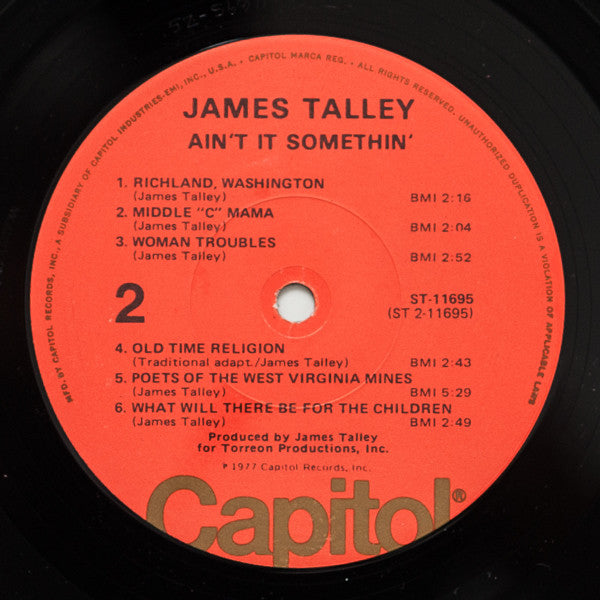 MFD. BY CAPITOL RECORDS, INC., A SUBSIDIARY OF CAPITOL INDUSTRIES-EMI, INC., U.S.A. • CAPITOL MARCA REG. • ALL RIGHTS RESERVED. UNAUTHORIZED DUPLICATION IS A VIOLATION OF APPLICABLE LAWS
JAMES TALLEY
AIN'T IT SOMETHIN'
1. RICHLAND, WASHINGTON
(James Talley) BMI 2:16
2. MIDDLE "C" MAMA
(James Talley) BMI 2:04
3. WOMAN TROUBLES
(James Talley) BMI 2:52
2
ST-11695
(ST 2-11695)
4. OLD TIME RELIGION
(Traditional adapt./James Talley) BMI 2:43
5. POETS OF THE WEST VIRGINIA MINES
(James Talley) BMI 5:29
6. WHAT WILL THERE BE FOR THE CHILDREN
(James Talley) BMI 2:49
Produced by James Talley
for Torreon Productions, Inc.
℗ 1977 Capitol Records, Inc.
Capitol®